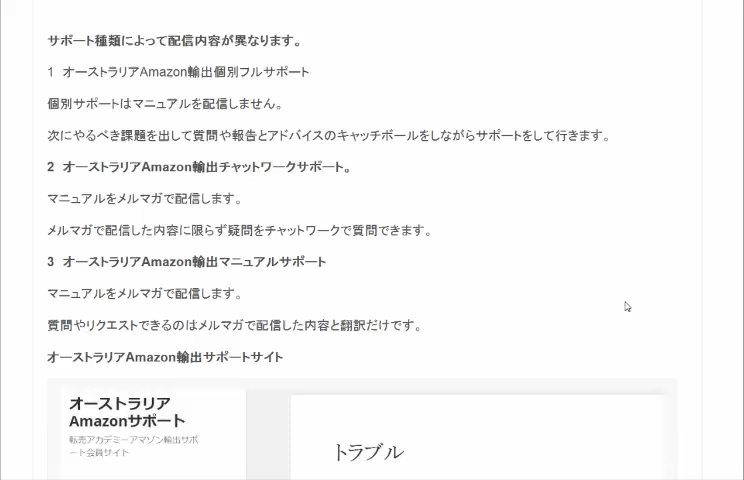 サポート種類によって配信内容が異なります。
1 オーストラリアAmazon輸出個別フルサポート
個別サポートはマニュアルを配信しません。
次にやるべき課題を出して質問や報告とアドバイスのキャッチボールをしながらサポートをして行きます。
2 オーストラリアAmazon輸出チャットワークサポート。
マニュアルをメルマガで配信します。
メルマガで配信した内容に限らず疑問をチャットワークで質問できます。
3 オーストラリアAmazon輸出マニュアルサポート
マニュアルをメルマガで配信します。
質問やリクエストできるのはメルマガで配信した内容と翻訳だけです。
オーストラリアAmazon輸出サポートサイト
オーストラリア
Amazonサポート
転売アカデミーアマゾン輸出サポ
ート会員サイト
トラブル